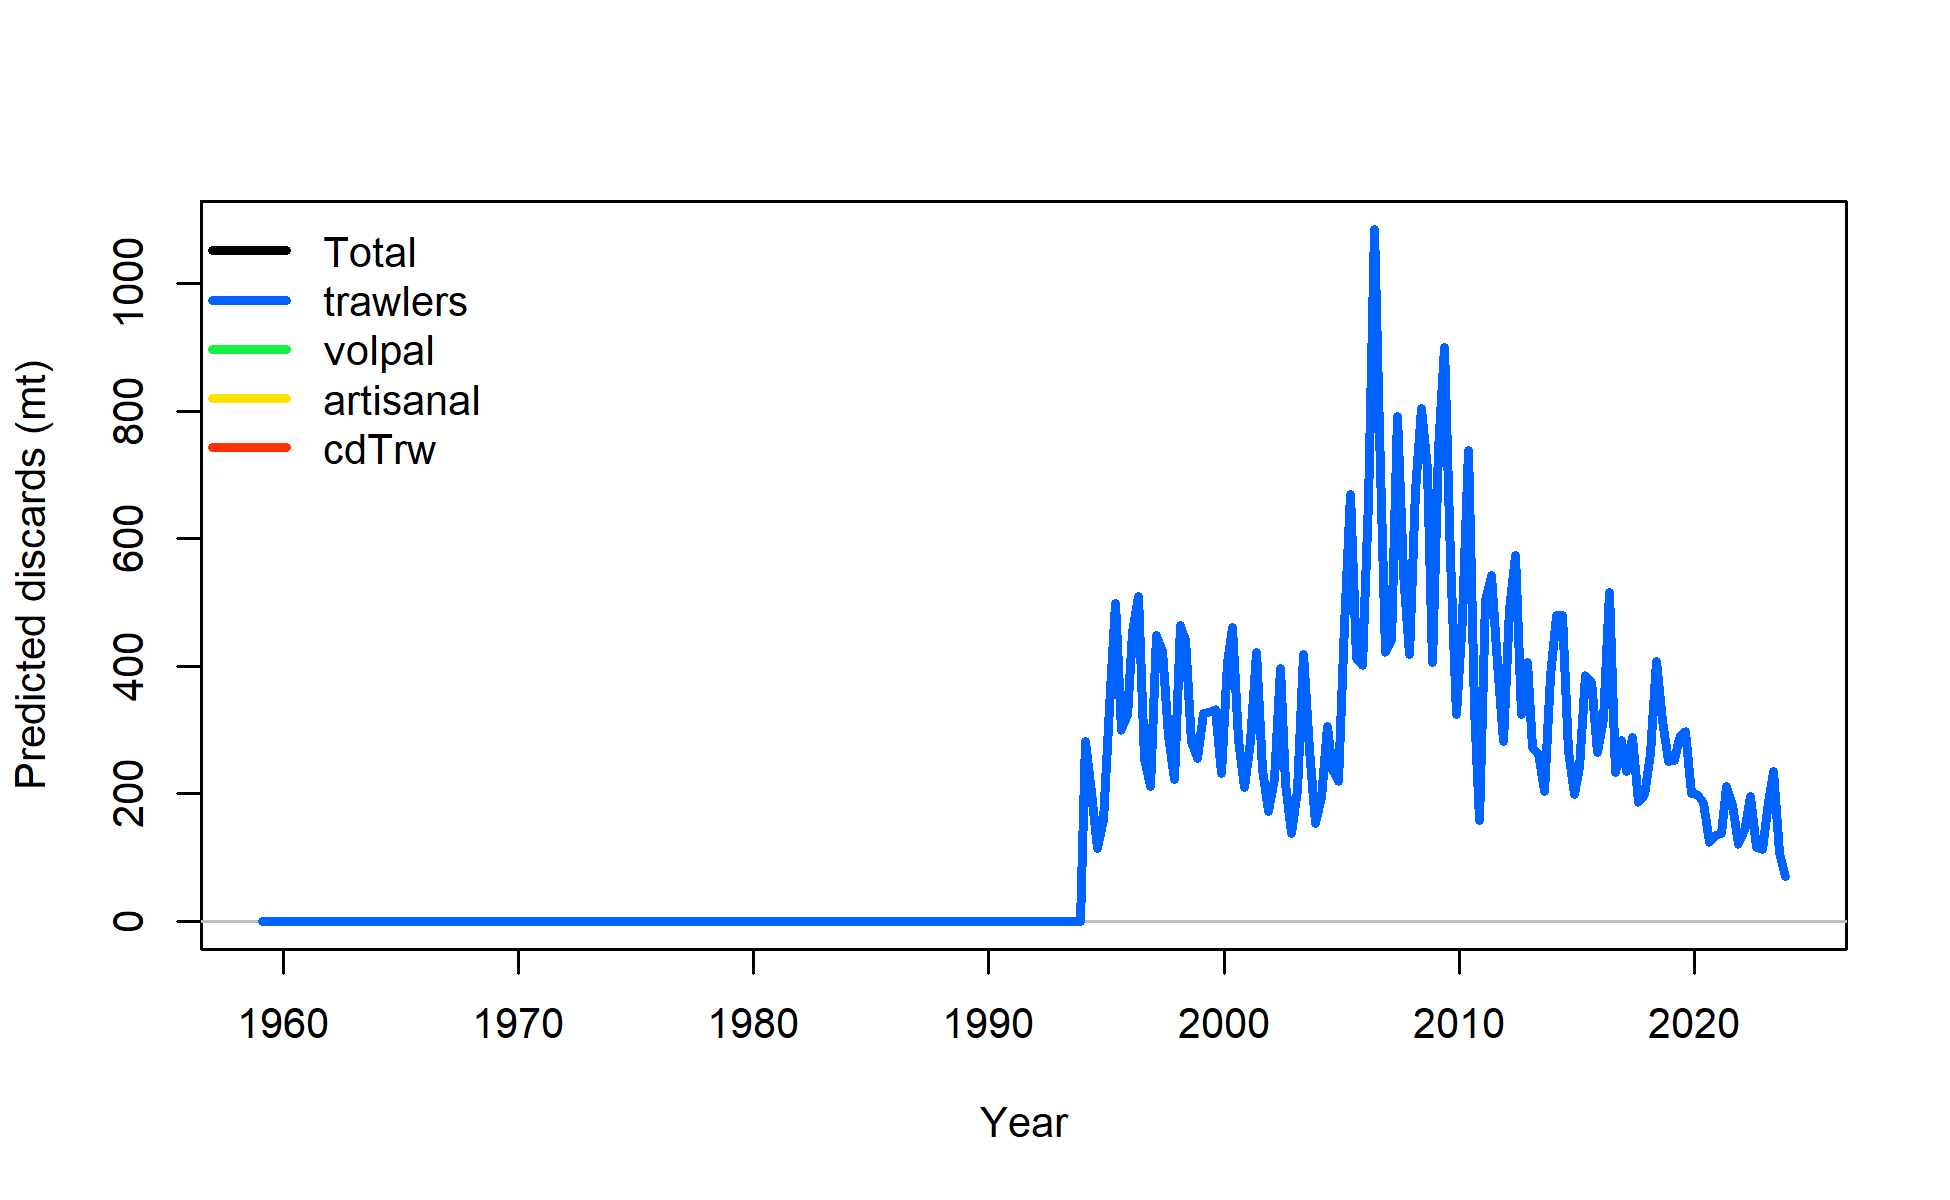 Total
trawlers
volpal
artisanal
cdTrw
Predicted discards (mt)
1000
800
600
400
200
0
1960 1970 1980 1990 2000 2010 2020
Year